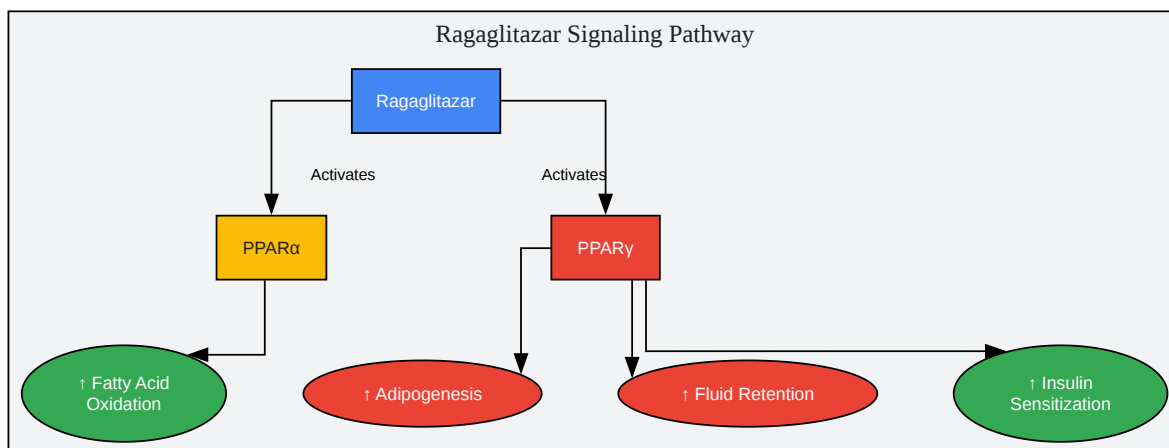 Ragaglitazar Signaling Pathway
Ragaglitazar
Activates
Activates
PPARα
PPARγ
↑ Fatty Acid
Oxidation
↑ Adipogenesis
↑ Fluid Retention
↑ Insulin
Sensitization